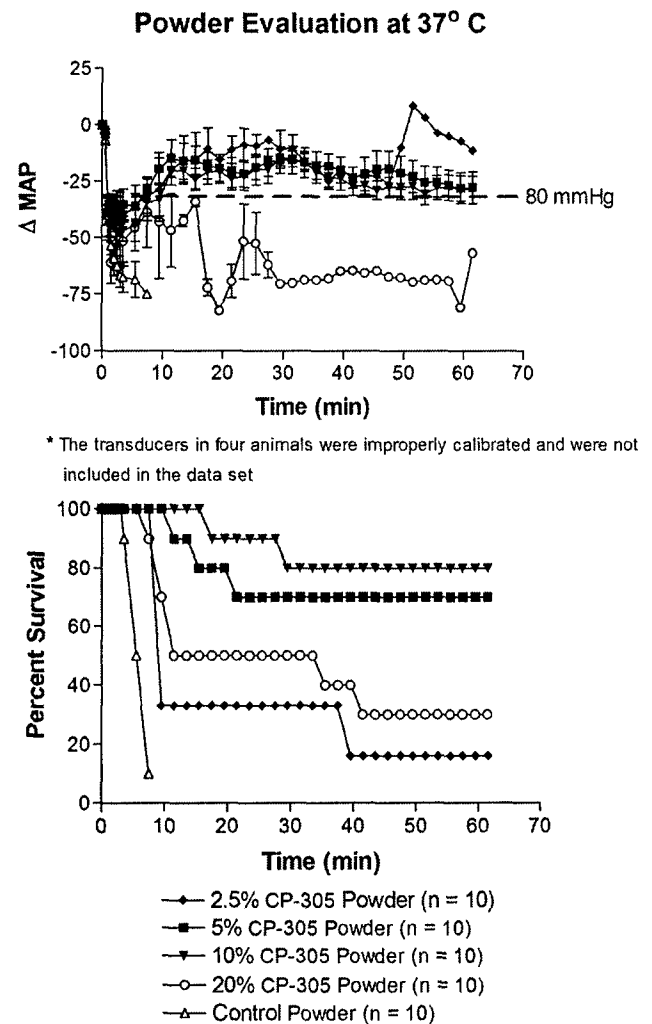 Powder Evaluation at 37° C
25
0
-25
-50
-75
-100
Δ MAP
80 mmHg
0 10 20 30 40 50 60 70
Time (min)
* The transducers in four animals were improperly calibrated and were not
included in the data set
100
80
60
40
20
0
Percent Survival
0 10 20 30 40 50 60 70
Time (min)
2.5% CP-305 Powder (n = 10)
5% CP-305 Powder (n = 10)
10% CP-305 Powder (n = 10)
20% CP-305 Powder (n = 10)
Control Powder (n = 10)